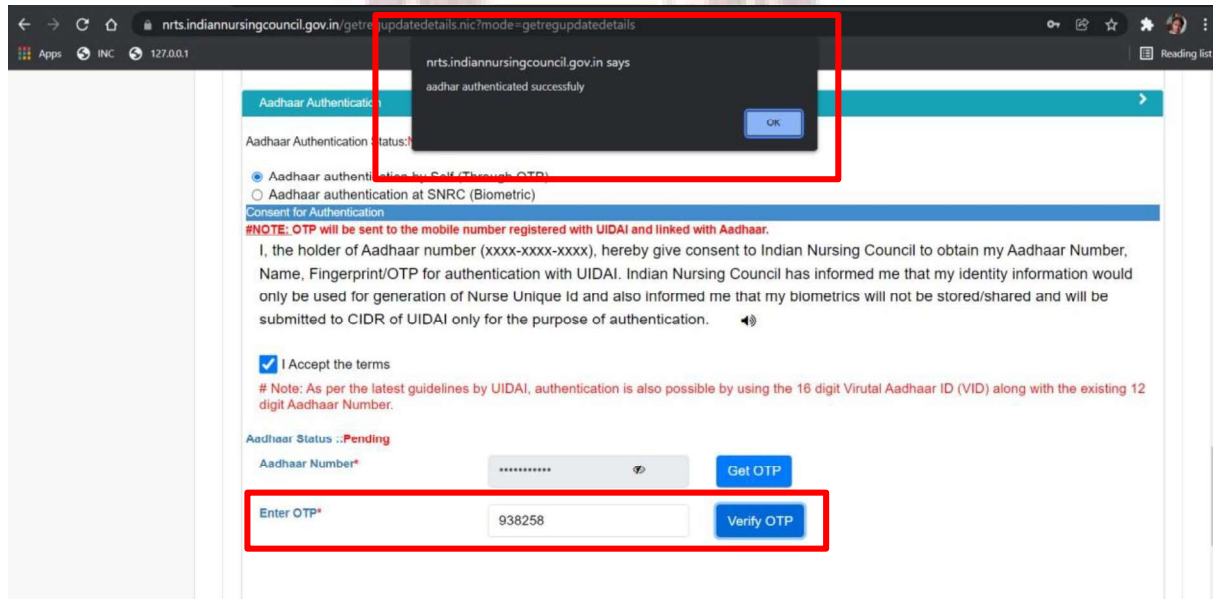 nrts.indiannursingcouncil.gov.in/getregupdatedetails.nic?mode=getregupdatedetails
Apps INC 127.0.0.1 Reading list
nrts.indiannursingcouncil.gov.in says
aadhar authenticated successfuly
OK
Aadhaar Authentication
Aadhaar Authentication Status:
Aadhaar authentication by Self (Through OTP)
Aadhaar authentication at SNRC (Biometric)
Consent for Authentication
#NOTE: OTP will be sent to the mobile number registered with UIDAI and linked with Aadhaar.
I, the holder of Aadhaar number (xxxx-xxxx-xxxx), hereby give consent to Indian Nursing Council to obtain my Aadhaar Number,
Name, Fingerprint/OTP for authentication with UIDAI. Indian Nursing Council has informed me that my identity information would
only be used for generation of Nurse Unique Id and also informed me that my biometrics will not be stored/shared and will be
submitted to CIDR of UIDAI only for the purpose of authentication.
I Accept the terms
# Note: As per the latest guidelines by UIDAI, authentication is also possible by using the 16 digit Virutal Aadhaar ID (VID) along with the existing 12
digit Aadhaar Number.
Aadhaar Status ::Pending
Aadhaar Number* ••••••••••• Get OTP
Enter OTP* 938258 Verify OTP